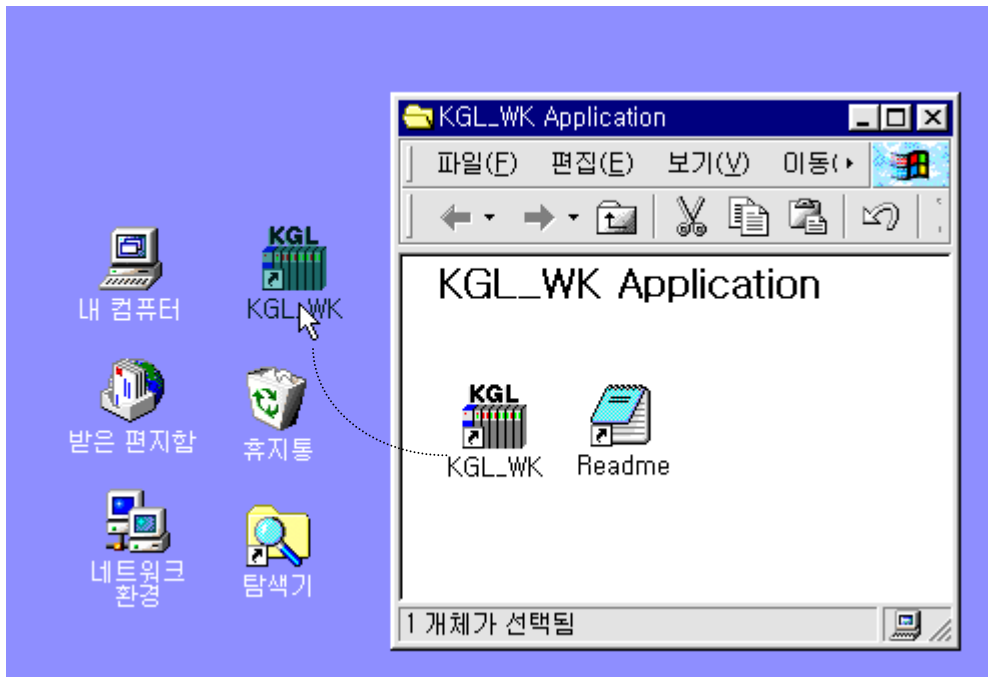 KGL_WK Application
파일(F) 편집(E) 보기(V) 이동(
KGL_WK Application
KGL
내 컴퓨터
KGL_WK
받은 편지함
휴지통
네트워크
환경
탐색기
KGL
KGL_WK
Readme
1 개체가 선택됨